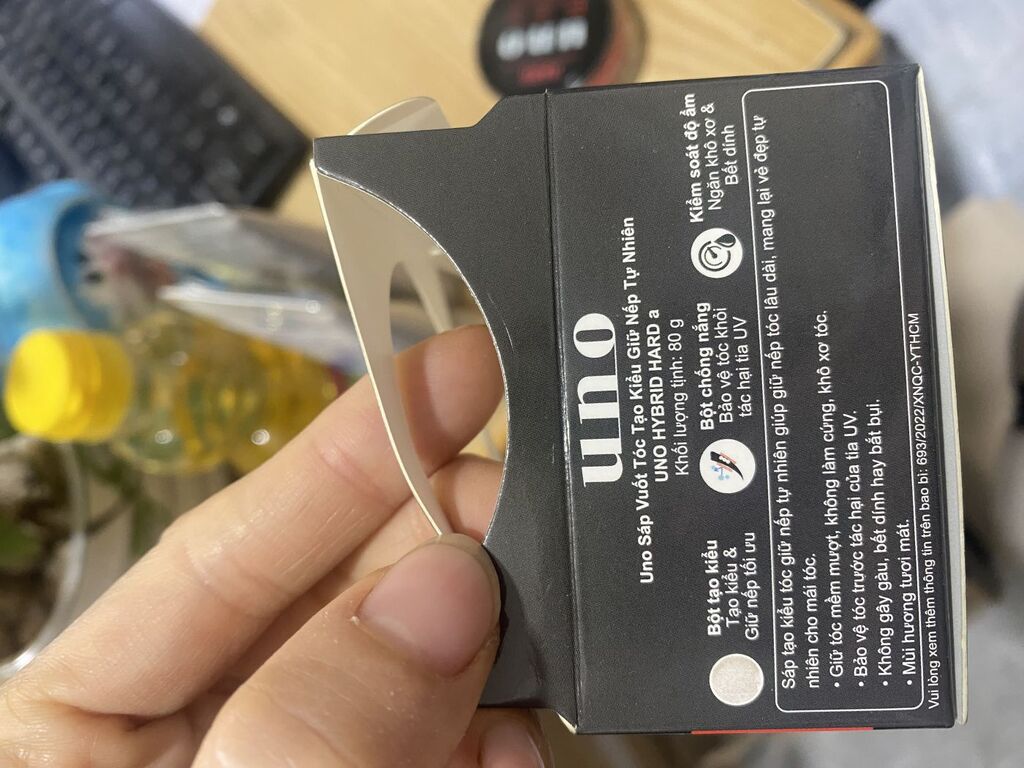 uno
Uno Sáp Vuốt Tóc Tạo Kiểu Giữ Nếp Tự Nhiên
UNO HYBRID HARD a
Khối lượng tịnh: 80 g
Bột tạo kiểu
Tạo kiểu &
Giữ nếp tối ưu
Bột chống nắng
Bảo vệ tóc khỏi
tác hại tia UV
Kiểm soát độ ẩm
Ngăn khô xơ &
Bết dính
Sáp tạo kiểu tóc giữ nếp tự nhiên giúp giữ nếp tóc lâu dài, mang lại vẻ đẹp tự
nhiên cho mái tóc.
• Giữ tóc mềm mượt, không làm cứng, khô xơ tóc.
• Bảo vệ tóc trước tác hại của tia UV.
• Không gây gàu, bết dính hay bắt bụi.
• Mùi hương tươi mát.
Vui lòng xem thêm thông tin trên bao bì: 693/2022/XNQC-YTHCM